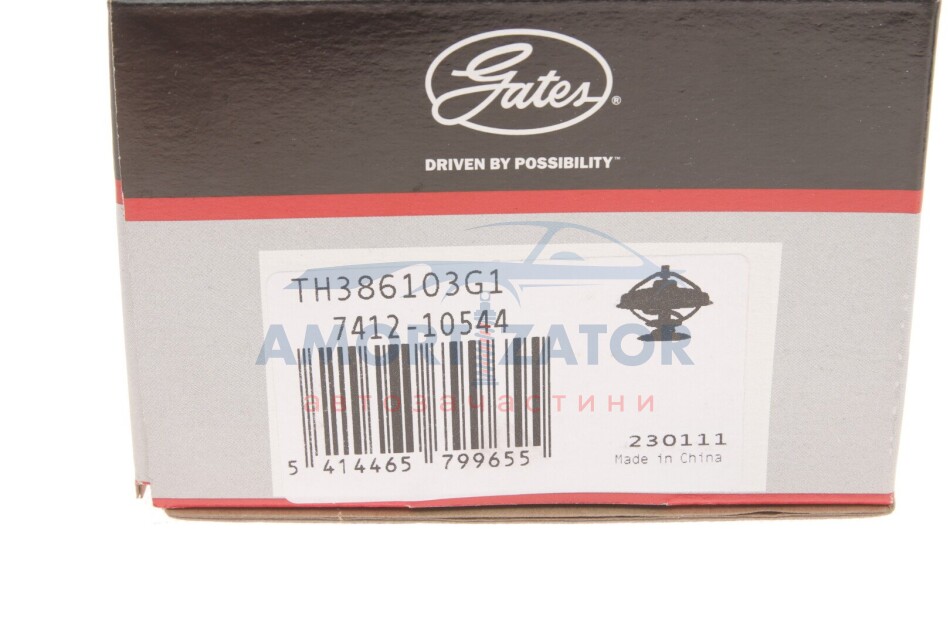 Gates®
DRIVEN BY POSSIBILITY™
TH386103G1
7412-10544
AMORTIZATOR
автозапчастини
5 414465 799655
230111
Made in China